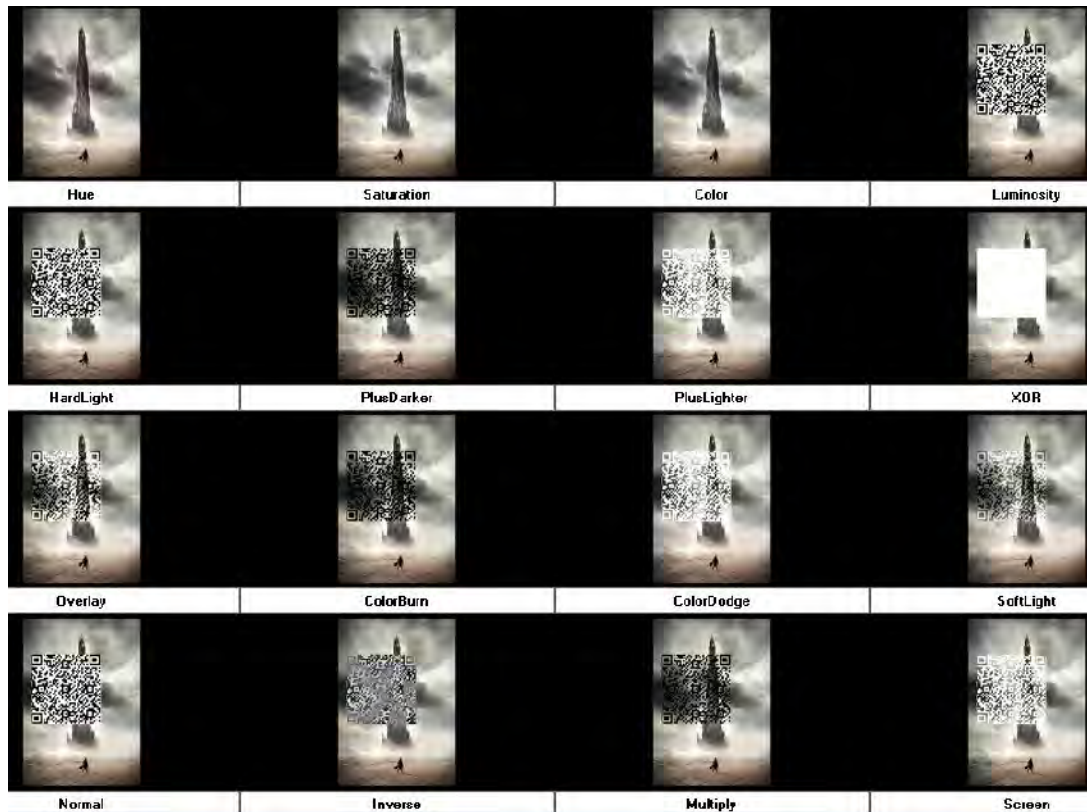 Hue Saturation Color Luminosity
HardLight PlusDarker PlusLighter XOR
Overlay ColorBurn ColorDodge SoftLight
Normal Inverse Multiply Screen